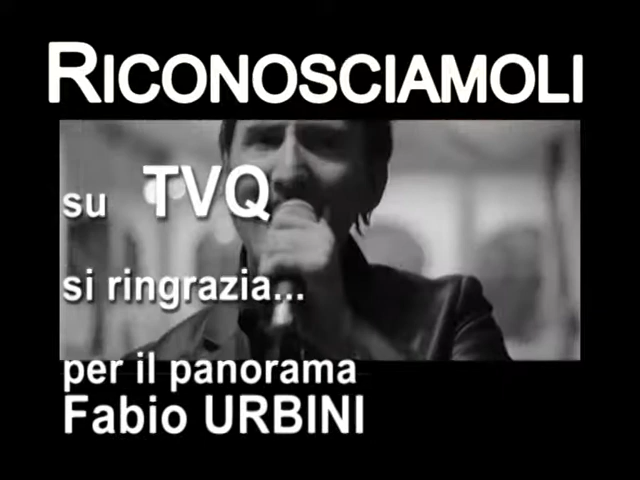 RICONOSCIAMOLI
su TVQ
si ringrazia...
per il panorama
Fabio URBINI